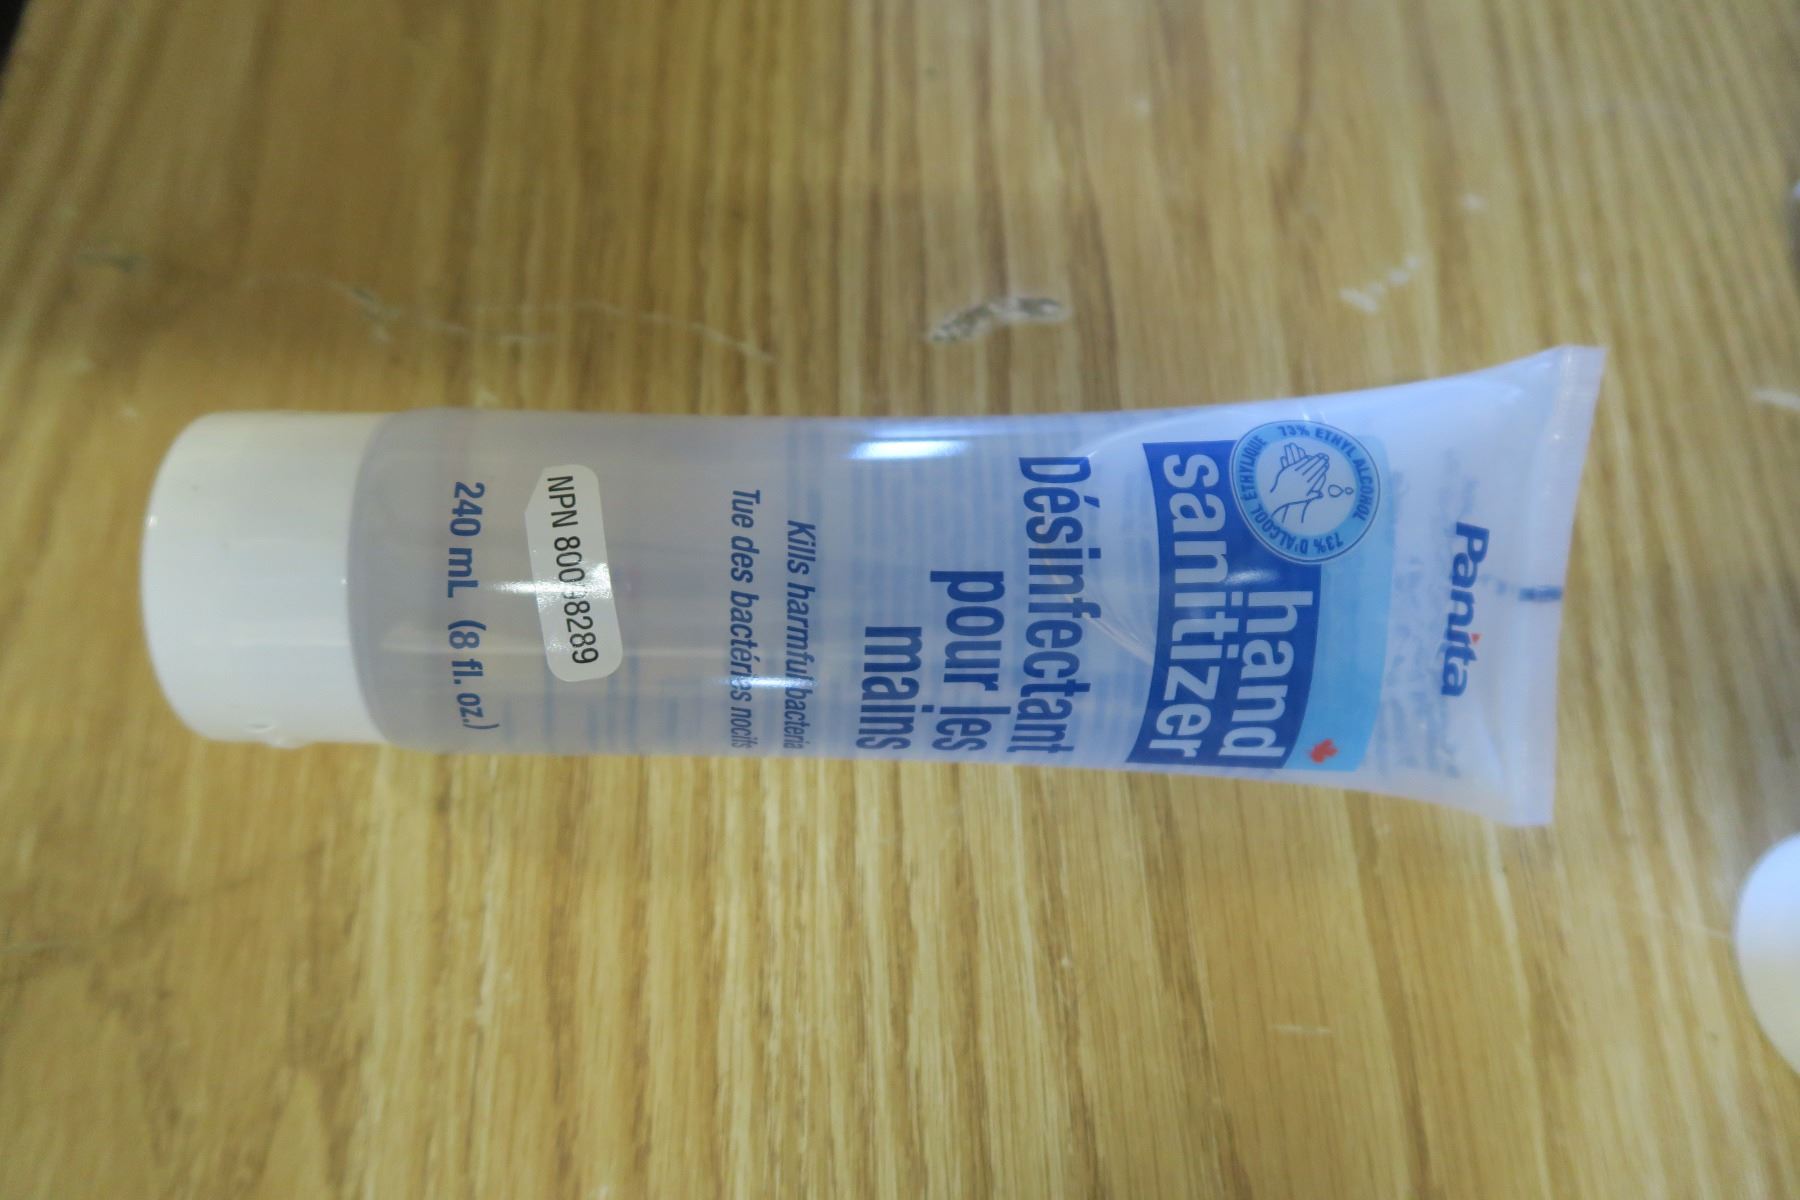 Panita
73% ETHYL ALCOHOL
73% D'ALCOOL ETHYLIQUE
hand
sanitizer
Désinfectant
pour les
mains
Kills harmful bacteria
Tue des bactéries nocifs
NPN
240 mL (8 fl. oz.)